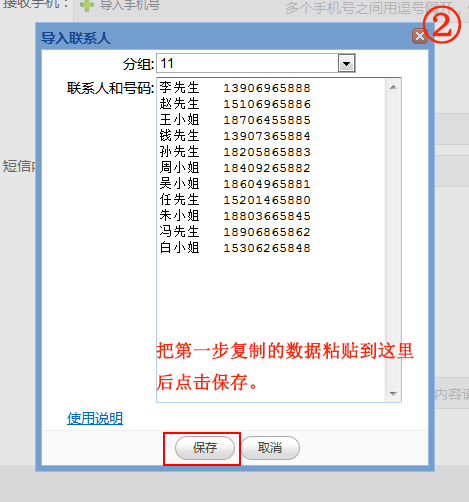 接收手机：
导入手机号
多个手机号之间用逗号隔开，
②
导入联系人
分组: 11
联系人和号码:
李先生 13906965888
赵先生 15106965886
王小姐 18706455885
钱先生 13907365884
孙先生 18205865883
周小姐 18409265882
吴小姐 18604965881
任先生 15201465880
朱小姐 18803665845
冯先生 18906865862
白小姐 15306265848
短信内
把第一步复制的数据粘贴到这里
后点击保存。
内容请
使用说明
保存 取消